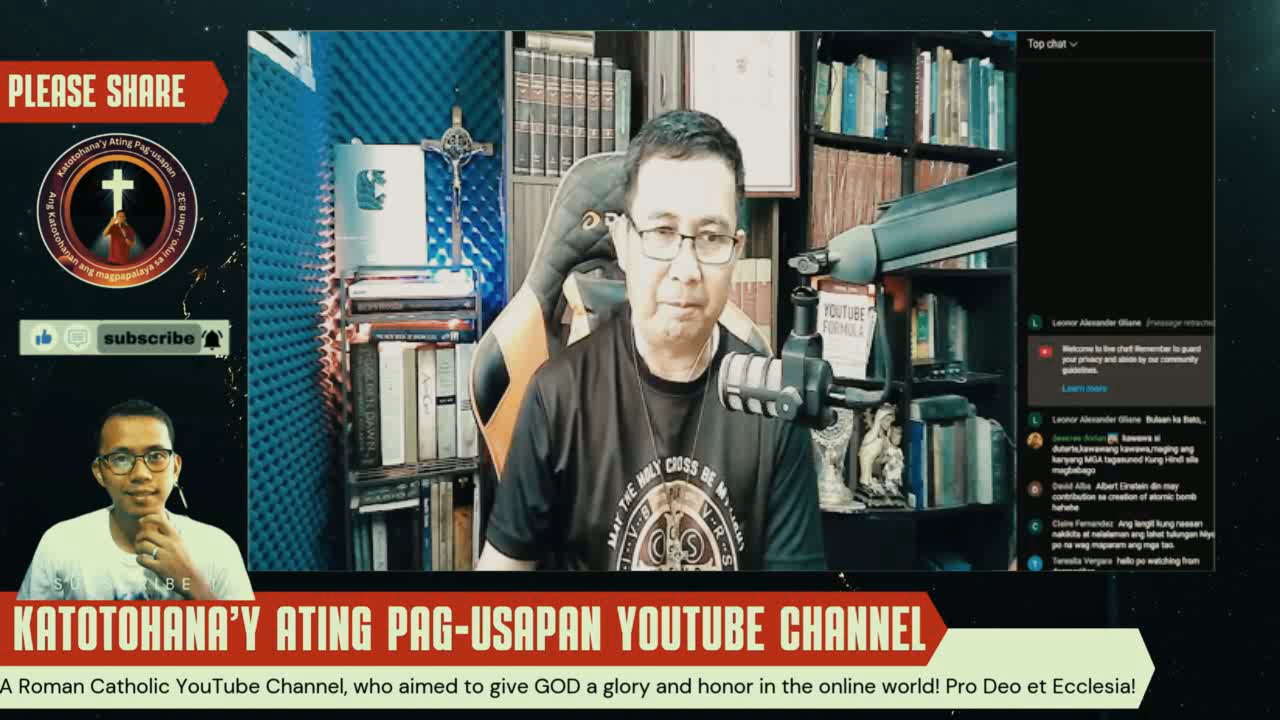 PLEASE SHARE
Katotohana'y Ating Pag-usapan
Ang Katotohanan ang magpapalaya sa inyo. Juan 8:32
subscribe
SUBSCRIBE
YOUTUBE
FORMULA
MAY THE HOLY CROSS BE MY LIGHT
Top chat
Leonor Alexander Gliane [message retracted
Welcome to live chat! Remember to guard
your privacy and abide by our community
guidelines.
Learn more
Leonor Alexander Gliane Bulaan ka Bato,,
kawawa si
duterte,kawawang kawawa,maging ang
kanyang MGA tagasunod Kung Hindi sila
magbabago
David Alba Albert Einstein din may
contribution sa creation of atomic bomb
hehehe
Claire Fernandez Ang langit kung nasaan
nakikita at nalalaman ang lahat tulungan Niyo
po na wag maparam ang mga tao.
Teresita Vergara hello po watching from
KATOTOHANA'Y ATING PAG-USAPAN YOUTUBE CHANNEL
A Roman Catholic YouTube Channel, who aimed to give GOD a glory and honor in the online world! Pro Deo et Ecclesia!